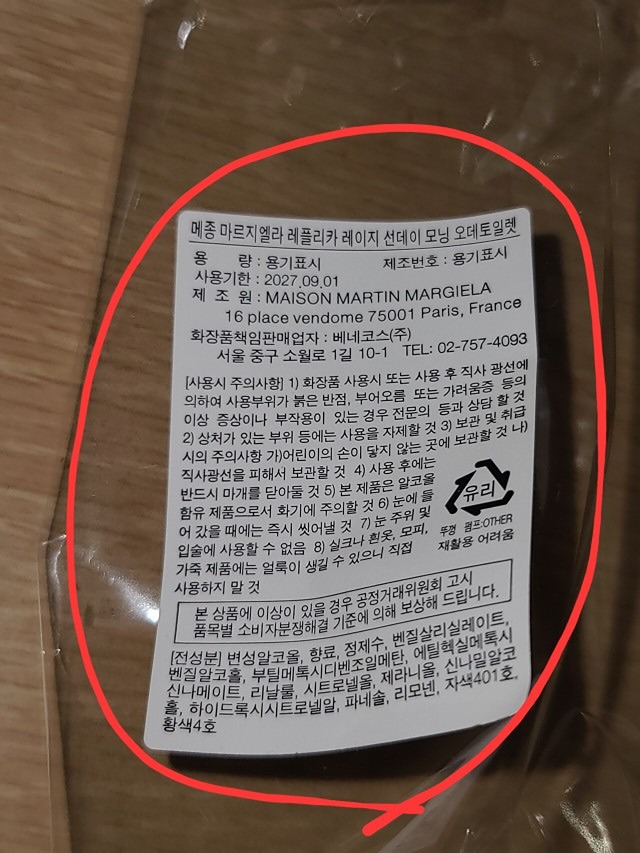 메종 마르지엘라 레플리카 레이지 선데이 모닝 오데토일렛
용 량 : 용기표시 제조번호 : 용기표시
사용기한 : 2027.09.01
제 조 원 : MAISON MARTIN MARGIELA
16 place vendome 75001 Paris, France
화장품책임판매업자 : 베네코스(주)
서울 중구 소월로 1길 10-1 TEL: 02-757-4093
[사용시 주의사항] 1) 화장품 사용시 또는 사용 후 직사 광선에
의하여 사용부위가 붉은 반점, 부어오름 또는 가려움증 등의
이상 증상이나 부작용이 있는 경우 전문의 등과 상담 할 것
2) 상처가 있는 부위 등에는 사용을 자제할 것 3) 보관 및 취급
시의 주의사항 가)어린이의 손이 닿지 않는 곳에 보관할 것 나)
직사광선을 피해서 보관할 것 4) 사용 후에는
반드시 마개를 닫아둘 것 5) 본 제품은 알코올
함유 제품으로서 화기에 주의할 것 6) 눈에 들
어 갔을 때에는 즉시 씻어낼 것 7) 눈 주위 및
입술에 사용할 수 없음 8) 실크나 흰옷, 모피,
가죽 제품에는 얼룩이 생길 수 있으니 직접
사용하지 말 것
유리
뚜껑 펌프:OTHER
재활용 어려움
본 상품에 이상이 있을 경우 공정거래위원회 고시
품목별 소비자분쟁해결 기준에 의해 보상해 드립니다.
[전성분] 변성알코올, 향료, 정제수, 벤질살리실레이트,
벤질알코홀, 부틸메톡시디벤조일메탄, 에틸헥실메톡시
신나메이트, 리날룰, 시트로넬올, 제라니올, 신나밀알코
홀, 하이드록시시트로넬알, 파네솔, 리모넨, 자색401호,
황색4호